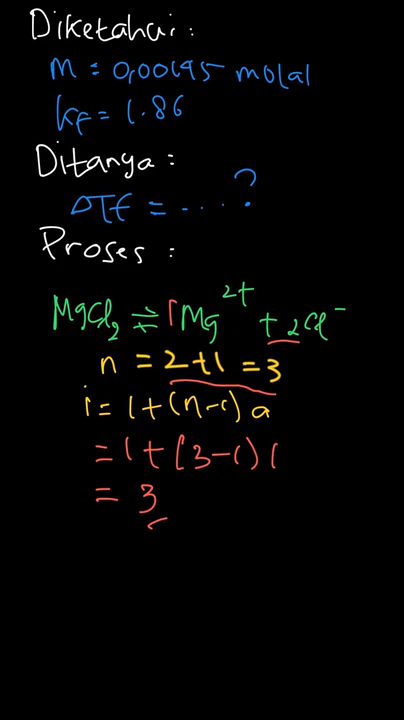 Diketahui :
m = 0,00195 molal
kf = 1.86
Ditanya :
ΔTf = .... ?
Proses :
MgCl₂ ⇌ 1Mg²⁺ + 2Cl⁻
n = 2+1 = 3
i = 1 + (n-1) a
= 1 + (3-1) 1
= 3